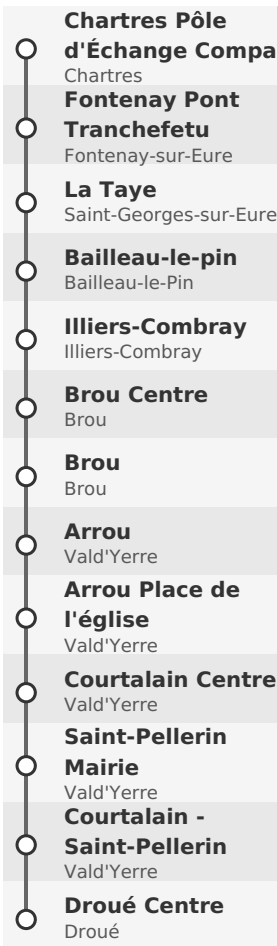 Chartres Pôle
d'Échange Compa
Chartres
Fontenay Pont
Tranchefetu
Fontenay-sur-Eure
La Taye
Saint-Georges-sur-Eure
Bailleau-le-pin
Bailleau-le-Pin
Illiers-Combray
Illiers-Combray
Brou Centre
Brou
Brou
Brou
Arrou
Vald'Yerre
Arrou Place de
l'église
Vald'Yerre
Courtalain Centre
Vald'Yerre
Saint-Pellerin
Mairie
Vald'Yerre
Courtalain -
Saint-Pellerin
Vald'Yerre
Droué Centre
Droué